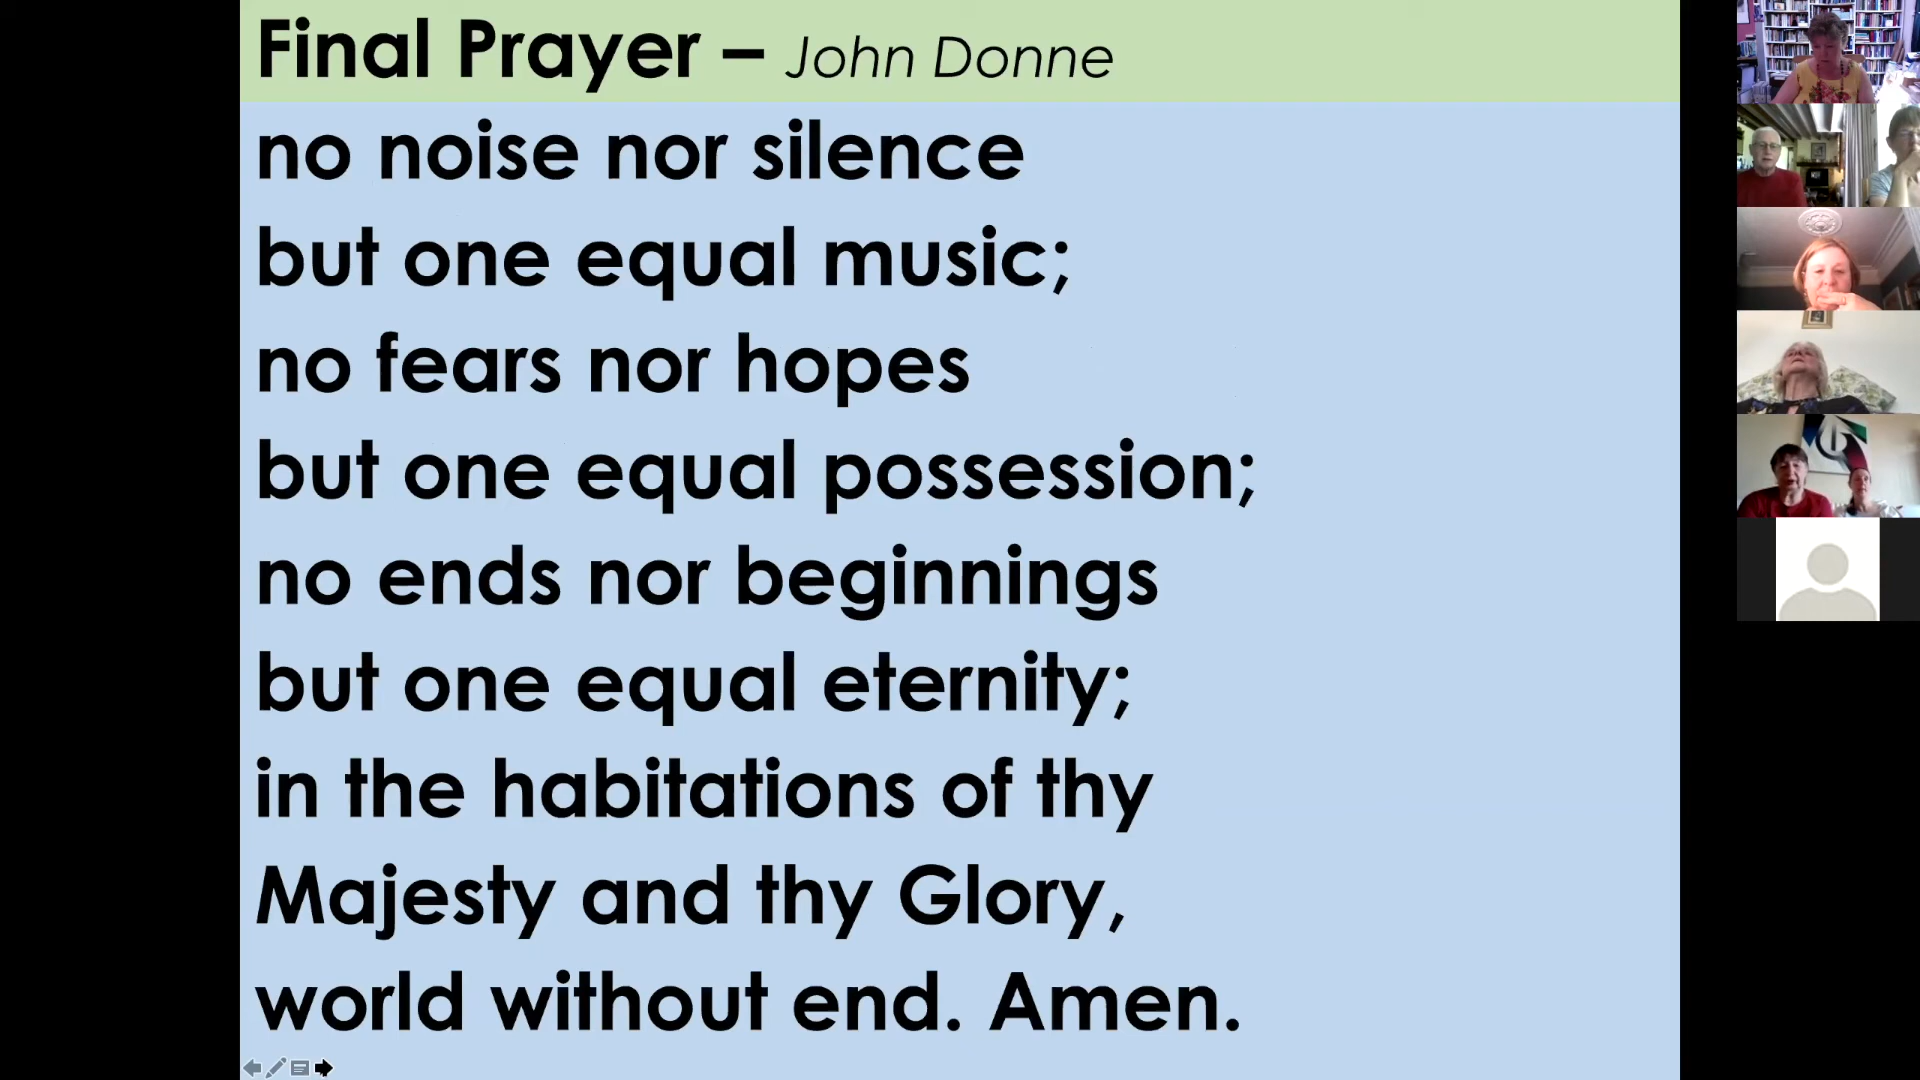 Final Prayer – John Donne
no noise nor silence
but one equal music;
no fears nor hopes
but one equal possession;
no ends nor beginnings
but one equal eternity;
in the habitations of thy
Majesty and thy Glory,
world without end. Amen.